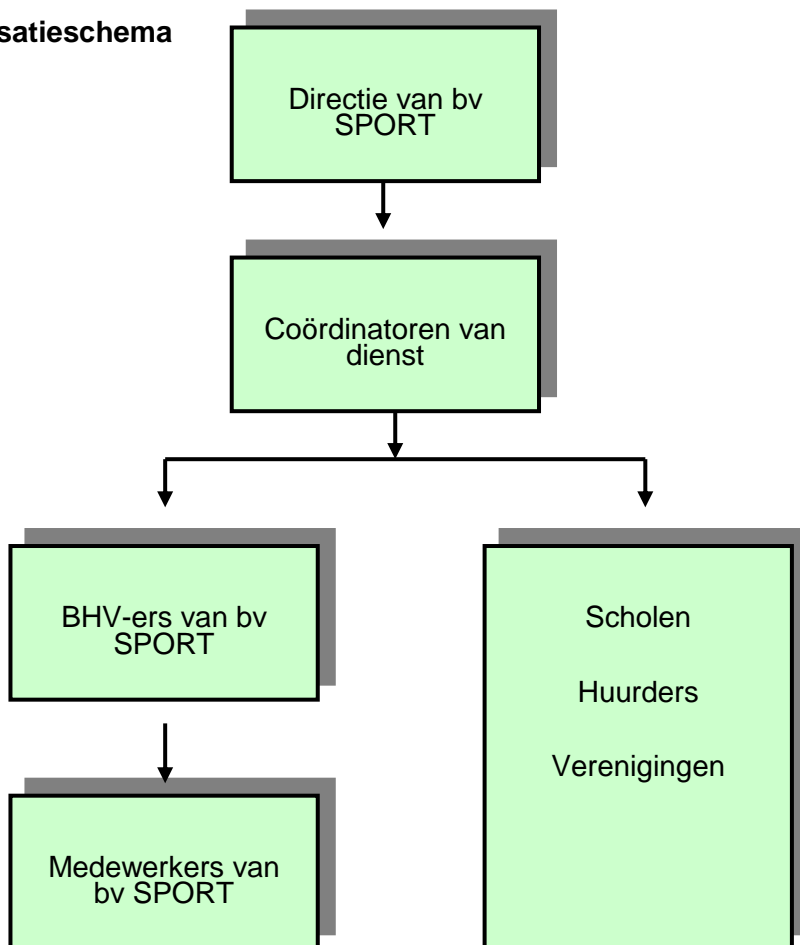 satieschema
Directie van bv
SPORT
Coördinatoren van
dienst
BHV-ers van bv
SPORT
Scholen
Huurders
Verenigingen
Medewerkers van
bv SPORT